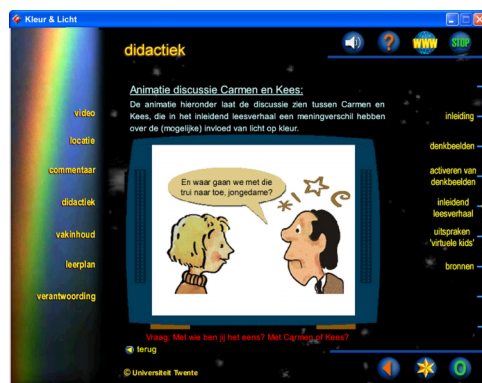 Kleur & Licht
didactiek
WWW
STOP
Animatie discussie Carmen en Kees:
De animatie hieronder laat de discussie zien tussen Carmen en
Kees, die in het inleidend leesverhaal een meningverschil hebben
over de (mogelijke) invloed van licht op kleur.
video
locatie
commentaar
didactiek
vakinhoud
leerplan
verantwoording
En waar gaan we met die
trui naar toe, jongedame?
inleiding
denkbeelden
activeren van
denkbeelden
inleidend
leesverhaal
uitspraken
'virtuele kids'
bronnen
Vraag: Met wie ben jij het eens? Met Carmen of Kees?
terug
© Universiteit Twente